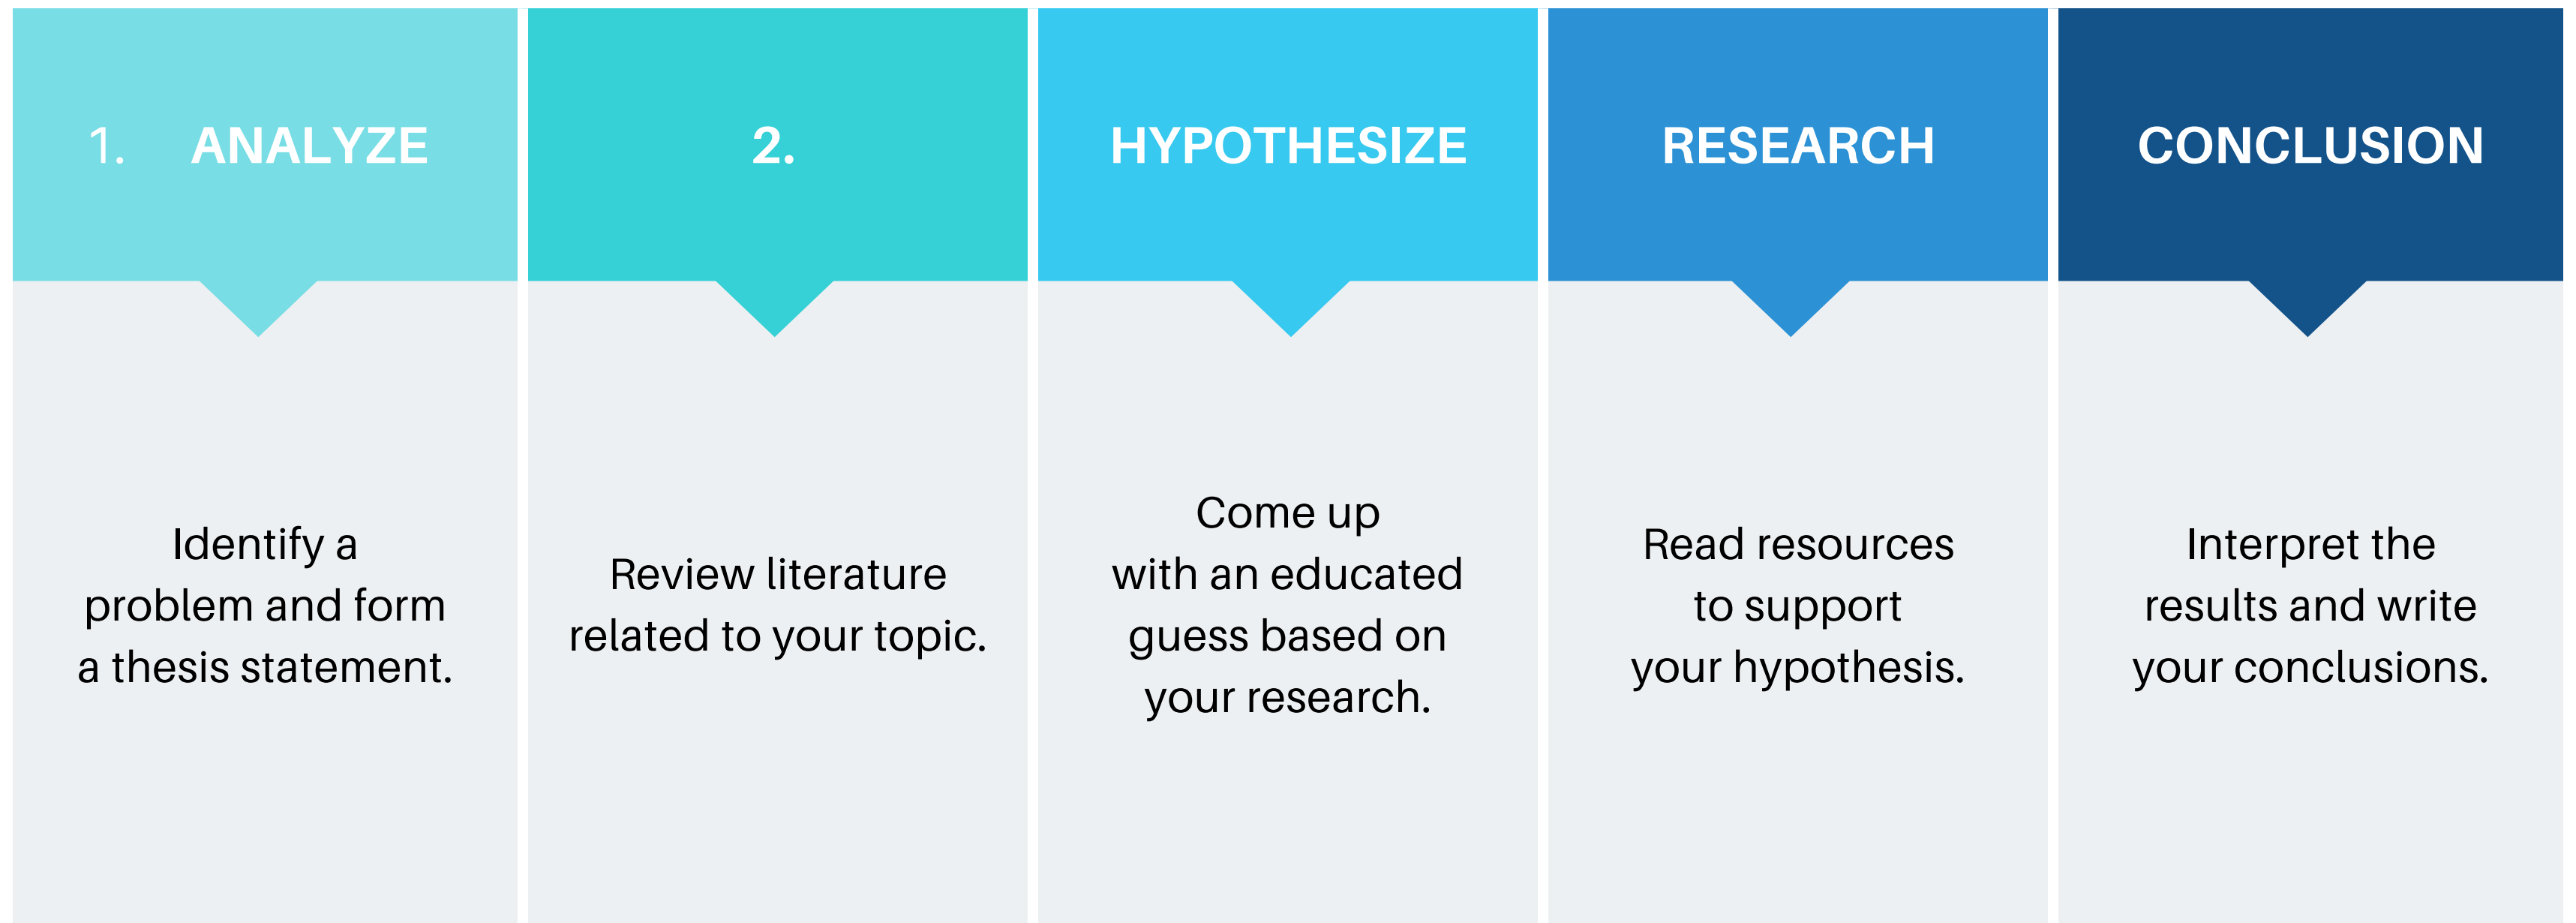 1. ANALYZE
Identify a
problem and form
a thesis statement.
2.
Review literature
related to your topic.
HYPOTHESIZE
Come up
with an educated
guess based on
your research.
RESEARCH
Read resources
to support
your hypothesis.
CONCLUSION
Interpret the
results and write
your conclusions.